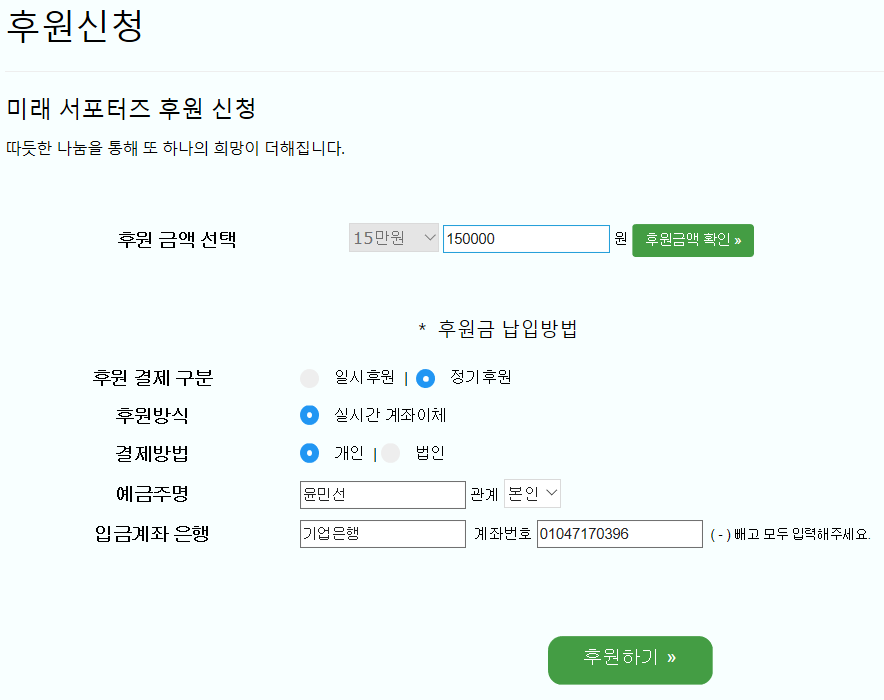 후원신청
미래 서포터즈 후원 신청
따듯한 나눔을 통해 또 하나의 희망이 더해집니다.
후원 금액 선택 15만원 150000 원 후원금액 확인 »
* 후원금 납입방법
후원 결제 구분 일시후원 | 정기후원
후원방식 실시간 계좌이체
결제방법 개인 | 법인
예금주명 윤민선 관계 본인
입금계좌 은행 기업은행 계좌번호 01047170396 ( - ) 빼고 모두 입력해주세요.
후원하기 »